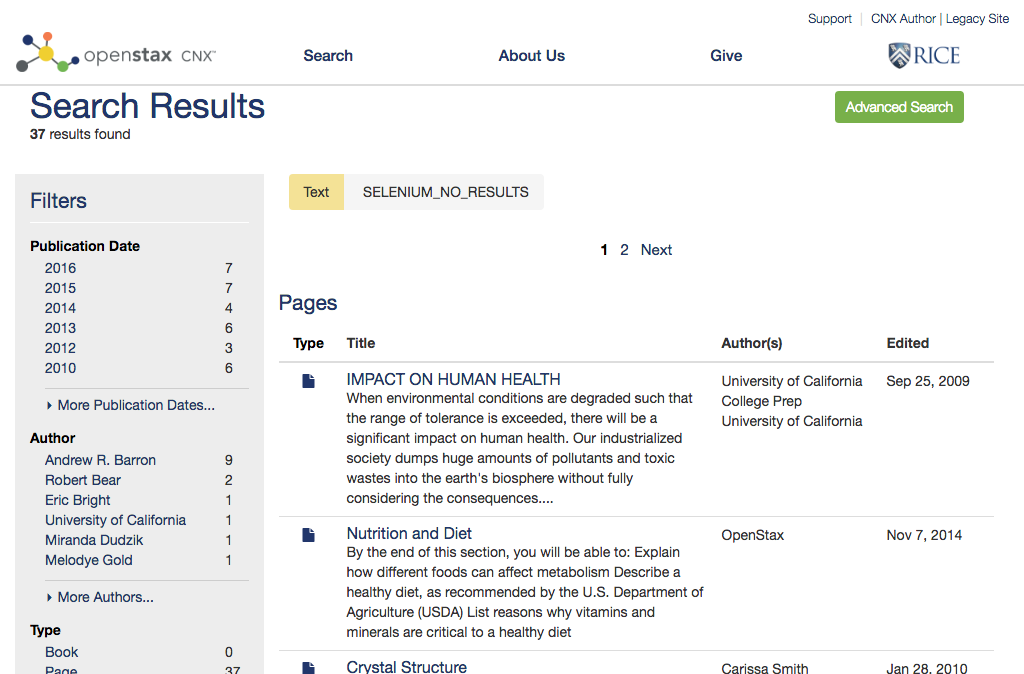 Support | CNX Author | Legacy Site
openstax CNX™
Search
About Us
Give
RICE
Search Results
37 results found
Advanced Search
Filters
Publication Date
2016 7
2015 7
2014 4
2013 6
2012 3
2010 6
More Publication Dates...
Author
Andrew R. Barron 9
Robert Bear 2
Eric Bright 1
University of California 1
Miranda Dudzik 1
Melodye Gold 1
More Authors...
Type
Book 0
Page 37
Text SELENIUM_NO_RESULTS
1 2 Next
Pages
Type Title Author(s) Edited
IMPACT ON HUMAN HEALTH
When environmental conditions are degraded such that
the range of tolerance is exceeded, there will be a
significant impact on human health. Our industrialized
society dumps huge amounts of pollutants and toxic
wastes into the earth's biosphere without fully
considering the consequences....
University of California
College Prep
University of California
Sep 25, 2009
Nutrition and Diet
By the end of this section, you will be able to: Explain
how different foods can affect metabolism Describe a
healthy diet, as recommended by the U.S. Department of
Agriculture (USDA) List reasons why vitamins and
minerals are critical to a healthy diet
OpenStax
Nov 7, 2014
Crystal Structure
Carissa Smith
Jan 28, 2010